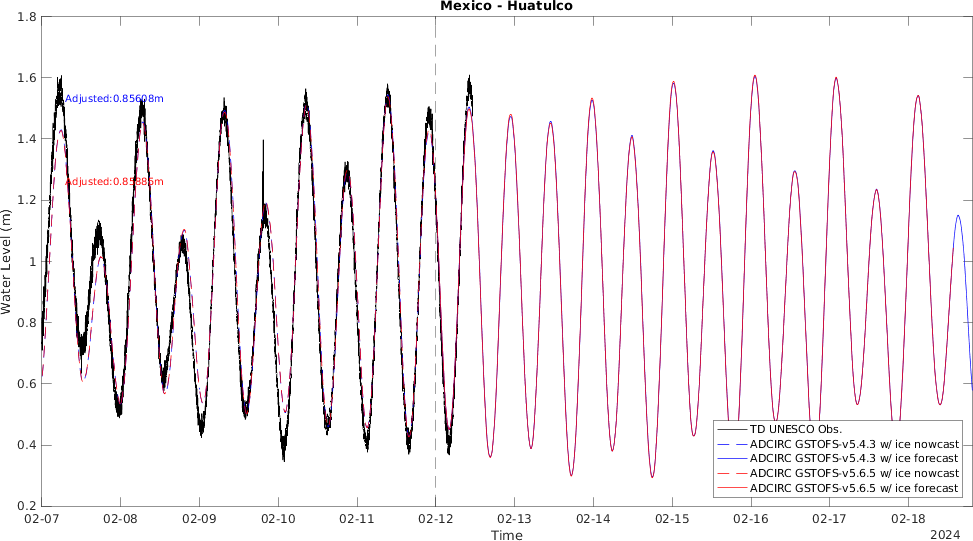 Mexico - Huatulco
1.8
1.6
1.4
1.2
1
0.8
0.6
0.4
0.2
Water Level (m)
Adjusted:0.85608m
Adjusted:0.85886m
TD UNESCO Obs.
ADCIRC GSTOFS-v5.4.3 w/ ice nowcast
ADCIRC GSTOFS-v5.4.3 w/ ice forecast
ADCIRC GSTOFS-v5.6.5 w/ ice nowcast
ADCIRC GSTOFS-v5.6.5 w/ ice forecast
02-07 02-08 02-09 02-10 02-11 02-12 02-13 02-14 02-15 02-16 02-17 02-18
Time
2024